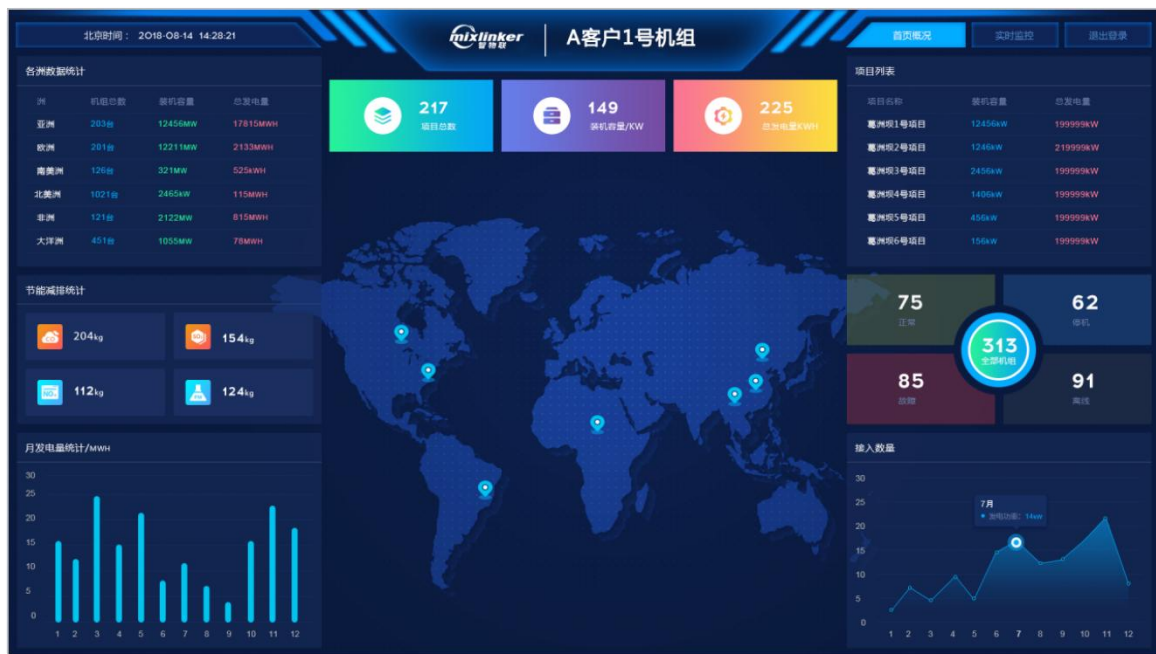 北京时间： 2018-08-14 14:28:21
mixlinker
智物联
A客户1号机组
首页概况
实时监控
退出登录
各洲数据统计
洲 机组总数 装机容量 总发电量
亚洲 203台 12456MW 17815MWH
欧洲 201台 12211MW 2133MWH
南美洲 126台 321MW 525kWH
北美洲 1021台 2465kW 115MWH
非洲 121台 2122MW 815MWH
大洋洲 451台 1055MW 78MWH
217
项目总数
149
装机容量/KW
225
总发电量KWH
项目列表
项目名称 装机容量 总发电量
葛洲坝1号项目 12456kW 199999kW
葛洲坝2号项目 1246kW 219999kW
葛洲坝3号项目 2456kW 199999kW
葛洲坝4号项目 1406kW 199999kW
葛洲坝5号项目 456kW 199999kW
葛洲坝6号项目 156kW 199999kW
节能减排统计
204kg
154kg
112kg
124kg
75
正常
62
停机
313
全部机组
85
故障
91
离线
月发电量统计/MWH
30
25
20
15
10
5
0
1 2 3 4 5 6 7 8 9 10 11 12
接入数量
30
25
20
15
10
5
0
7月
发电功率： 14kW
1 2 3 4 5 6 7 8 9 10 11 12